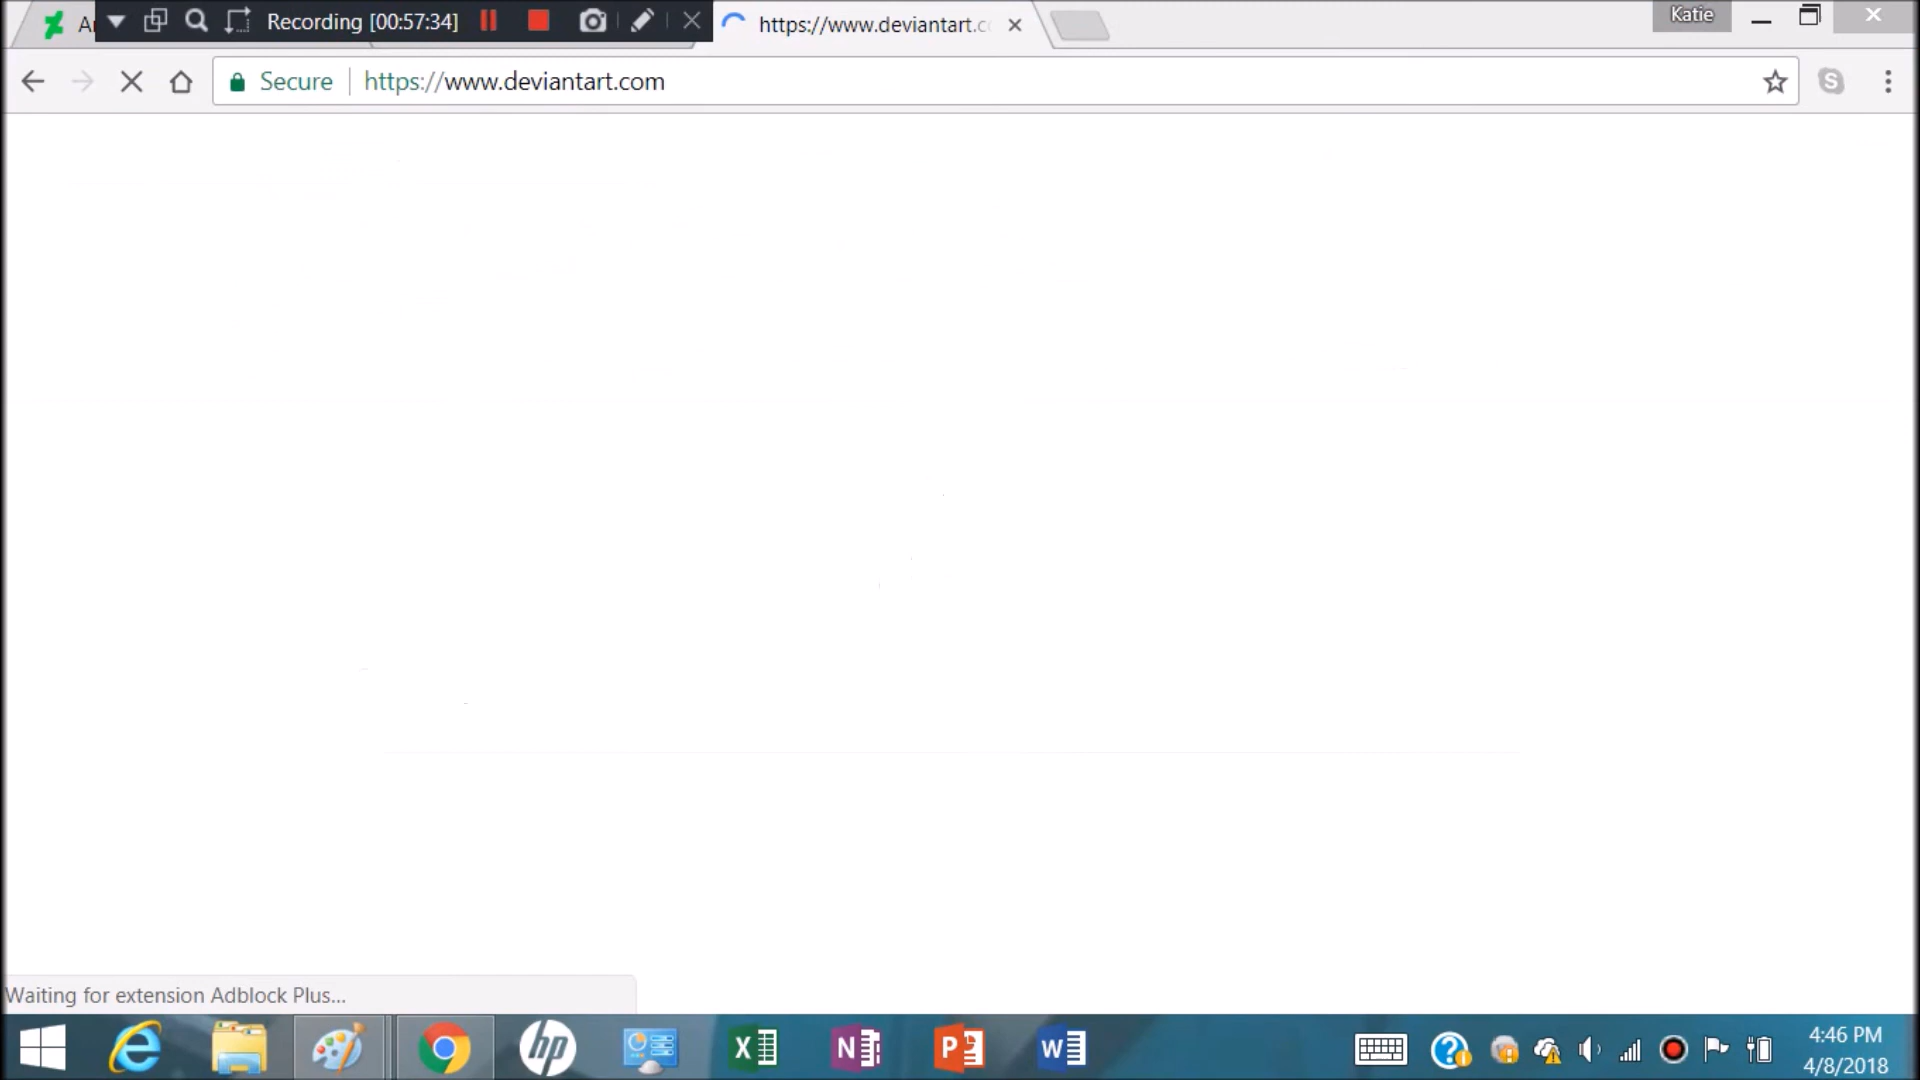 Recording [00:57:34]
https://www.deviantart.c
Katie
Secure
https://www.deviantart.com
Waiting for extension Adblock Plus...
hp
4:46 PM
4/8/2018